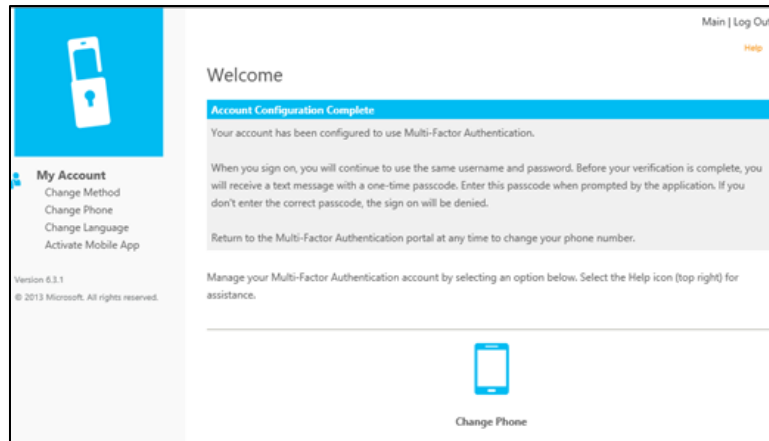 Main | Log Out
Help
Welcome
Account Configuration Complete
Your account has been configured to use Multi-Factor Authentication.
When you sign on, you will continue to use the same username and password. Before your verification is complete, you
will receive a text message with a one-time passcode. Enter this passcode when prompted by the application. If you
don't enter the correct passcode, the sign on will be denied.
Return to the Multi-Factor Authentication portal at any time to change your phone number.
My Account
Change Method
Change Phone
Change Language
Activate Mobile App
Version 6.3.1
© 2013 Microsoft. All rights reserved.
Manage your Multi-Factor Authentication account by selecting an option below. Select the Help icon (top right) for
assistance.
Change Phone